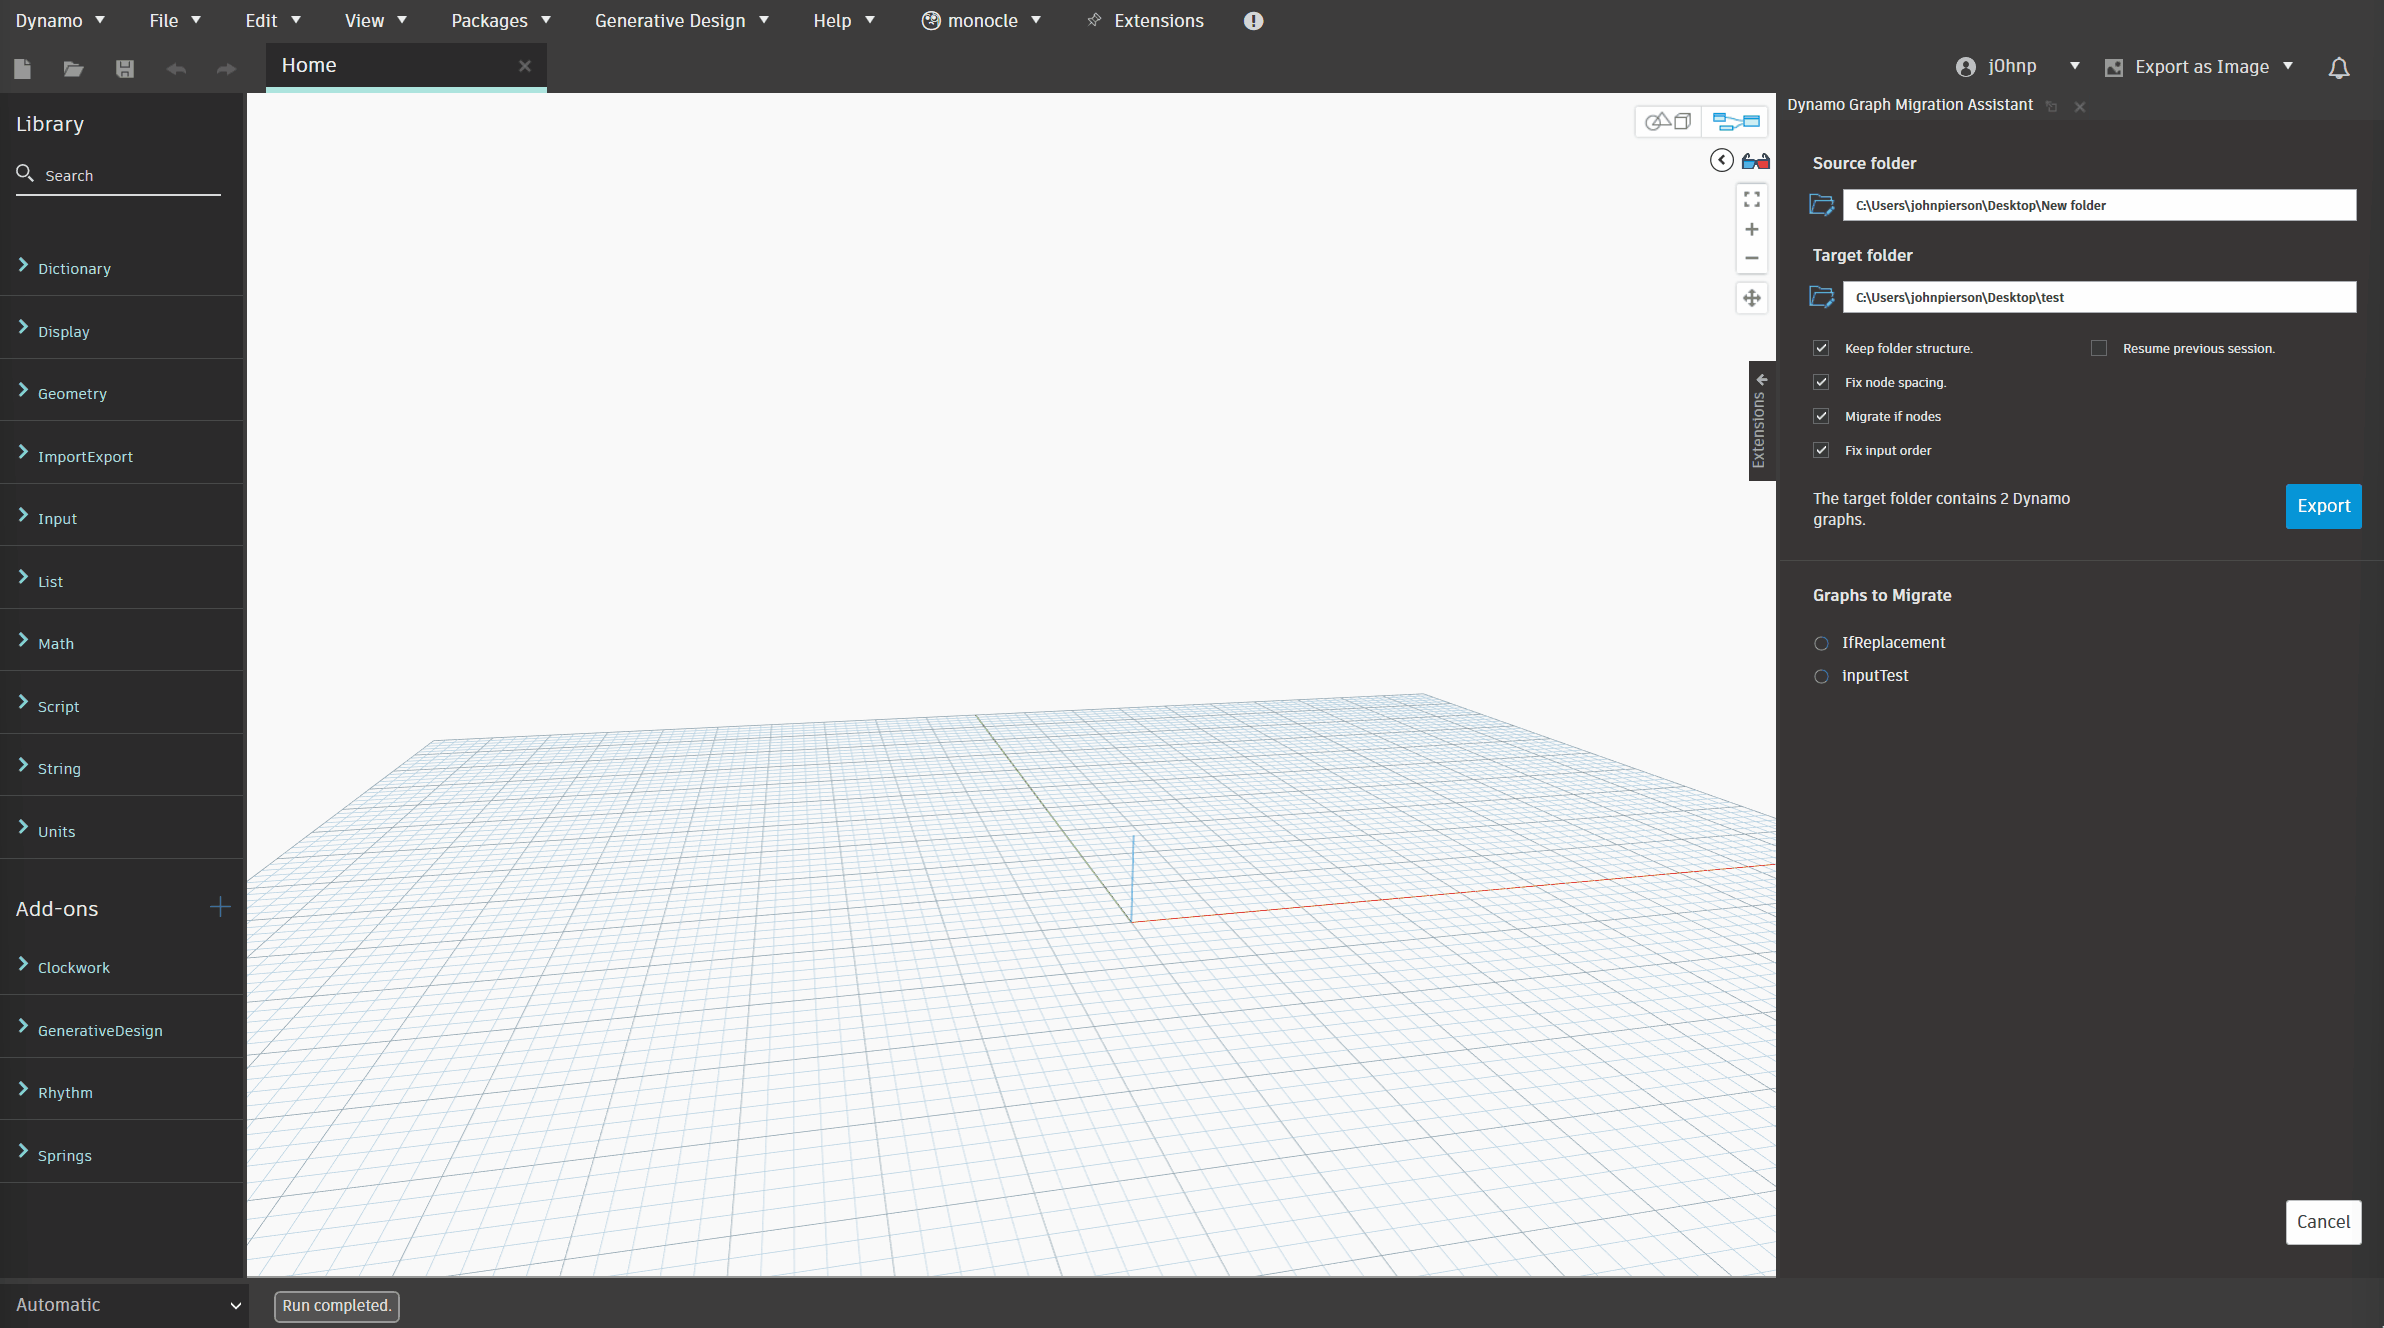 Dynamo File Edit View Packages Generative Design Help monocle Extensions
Home
j0hnp Export as Image
Library
Search
Dictionary
Display
Geometry
ImportExport
Input
List
Math
Script
String
Units
Add-ons
Clockwork
GenerativeDesign
Rhythm
Springs
Automatic
Run completed.
Extensions
Dynamo Graph Migration Assistant
Source folder
C:\Users\johnpierson\Desktop\New folder
Target folder
C:\Users\johnpierson\Desktop\test
Keep folder structure. Resume previous session.
Fix node spacing.
Migrate if nodes
Fix input order
The target folder contains 2 Dynamo
graphs.
Export
Graphs to Migrate
IfReplacement
inputTest
Cancel